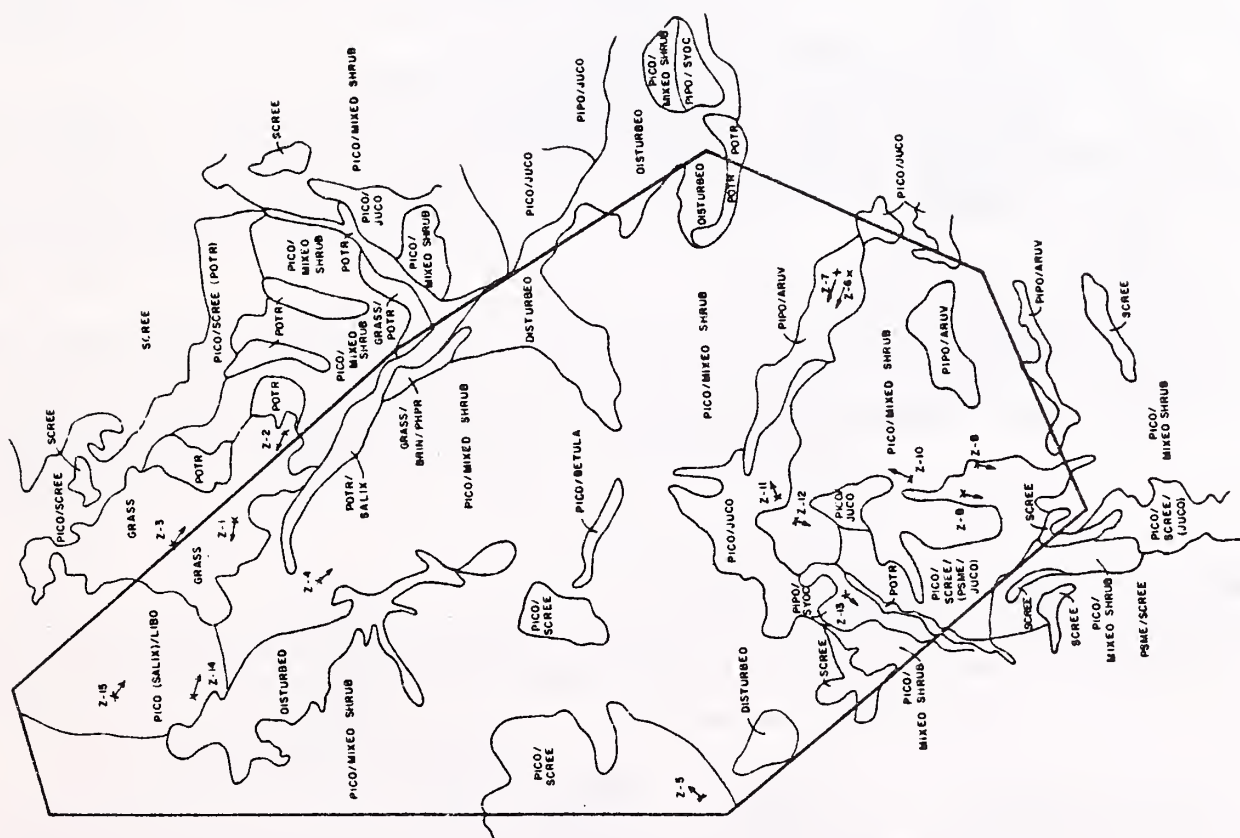 SCREE
PICO/SCREE
GRASS
Z-3
Z-1
GRASS
SCREE
PICO/SCREE (POTR)
POTR
POTR
Z-2
POTR
PICO/
MIXED
SHRUB
POTR
PICO/
MIXED
SHRUB
GRASS/
POTR
SCREE
PICO/MIXED SHRUB
PICO/
JUCO
PICO/
MIXED SHRUB
Z-15
PICO (SALIX)/LIBO
Z-14
DISTURBED
PICO/MIXED SHRUB
Z-4
POTR/
SALIX
GRASS/
BRIN/PHPR
PICO/MIXED SHRUB
DISTURBED
PICO/JUCO
PIPO/JUCO
DISTURBED
PICO/
MIXED SHRUB
PIPO/SYOC
DISTURBED
POTR
POTR
PICO/
SCREE
PICO/
SCREE
PICO/BETULA
Z-5
DISTURBED
PICO/MIXED SHRUB
PICO/JUCO
PIPO/ARUV
Z-7
Z-6
PICO/JUCO
Z-11
Z-12
PIPO/
SYOC
Z-13
SCREE
PICO/
MIXED SHRUB
PICO/
JUCO
POTR
PICO/
SCREE/
(PSME/
JUCO)
PICO/MIXED SHRUB
Z-10
Z-8
Z-8
PIPO/ARUV
PIPO/ARUV
SCREE
SCREE
SCREE
SCREE
PICO/
MIXED SHRUB
PSME/SCREE
PICO/
SCREE/
(JUCO)
PICO/
MIXED SHRUB